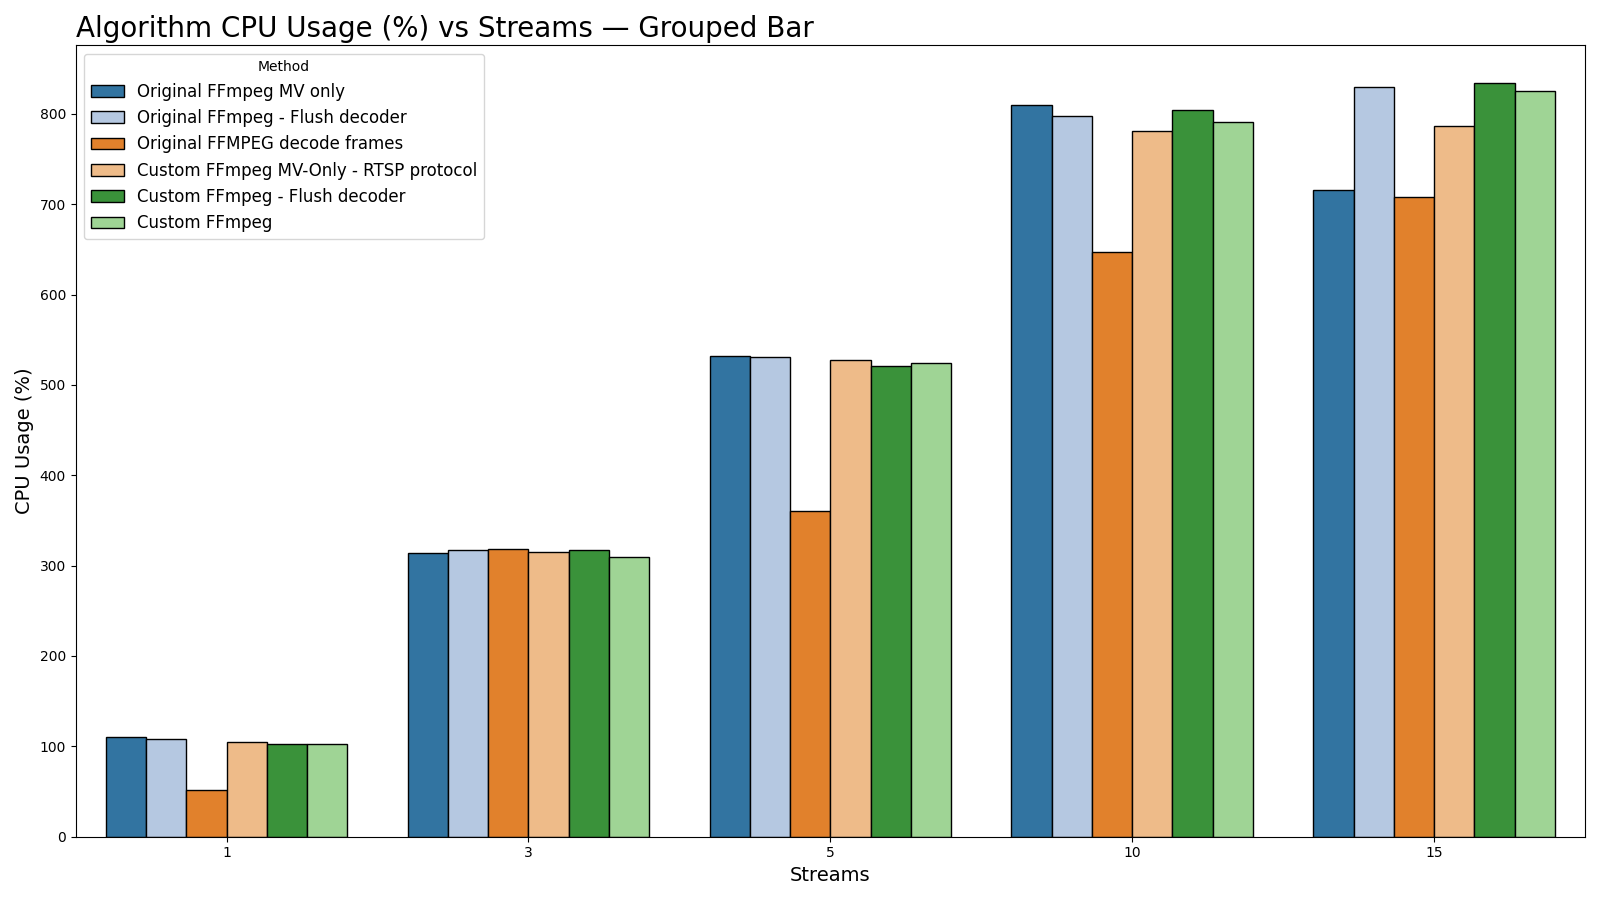 Algorithm CPU Usage (%) vs Streams — Grouped Bar
Method
Original FFmpeg MV only
Original FFmpeg - Flush decoder
Original FFMPEG decode frames
Custom FFmpeg MV-Only - RTSP protocol
Custom FFmpeg - Flush decoder
Custom FFmpeg
800
700
600
500
400
300
200
100
0
CPU Usage (%)
1 3 5 10 15
Streams